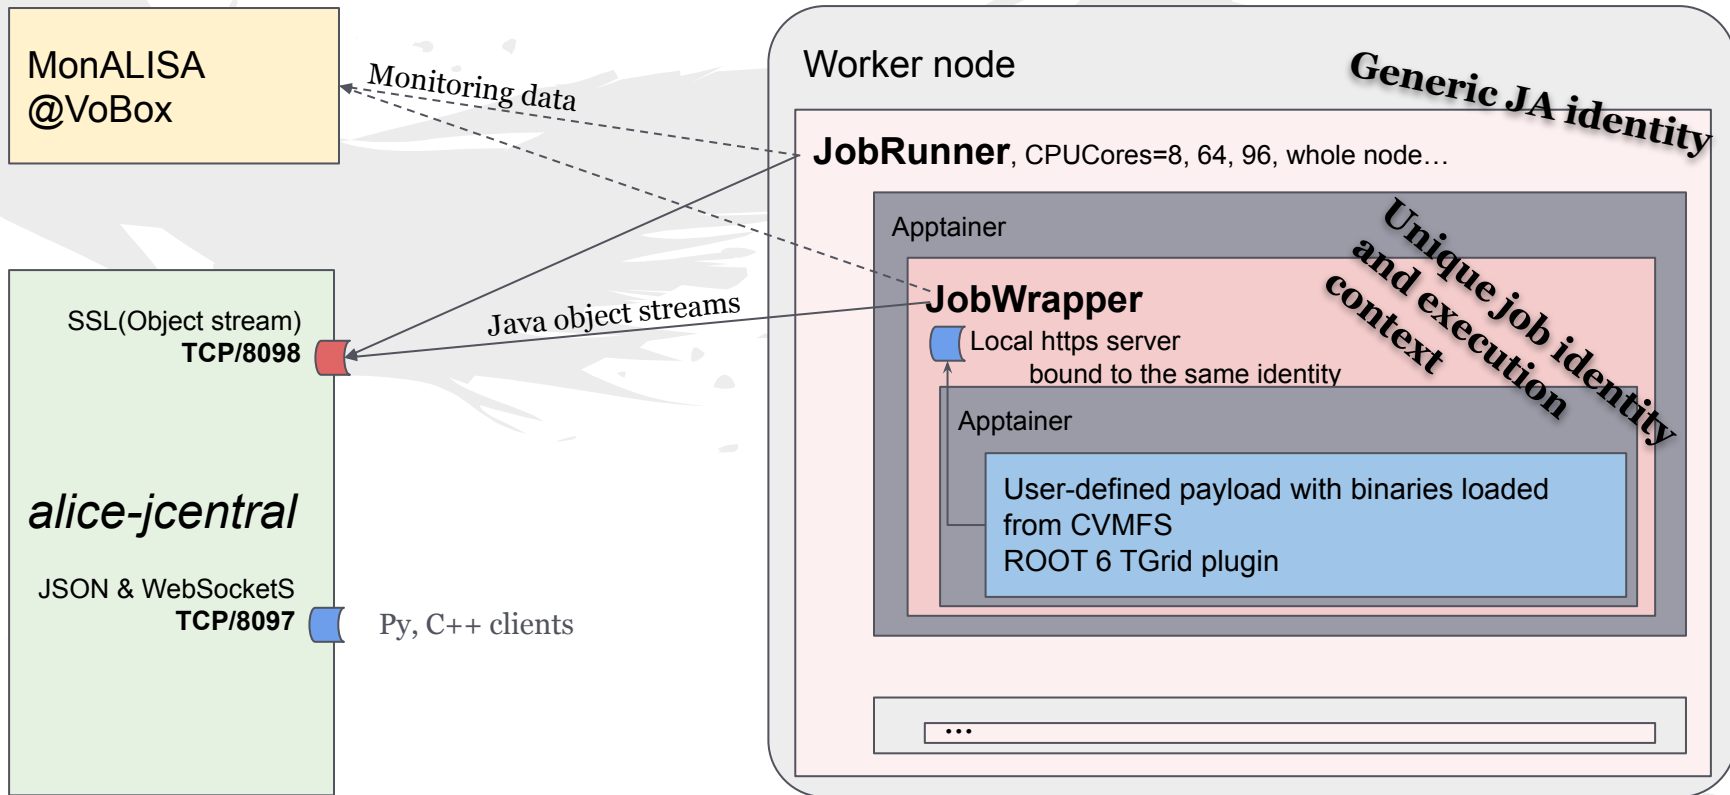 MonALISA
@VoBox
Monitoring data
Worker node
Generic JA identity
JobRunner, CPUCores=8, 64, 96, whole node…
Apptainer
Unique job identity
and execution
context
JobWrapper
Local https server
bound to the same identity
Apptainer
User-defined payload with binaries loaded
from CVMFS
ROOT 6 TGrid plugin
...
Java object streams
SSL(Object stream)
TCP/8098
alice-jcentral
JSON & WebSocketS
TCP/8097
Py, C++ clients